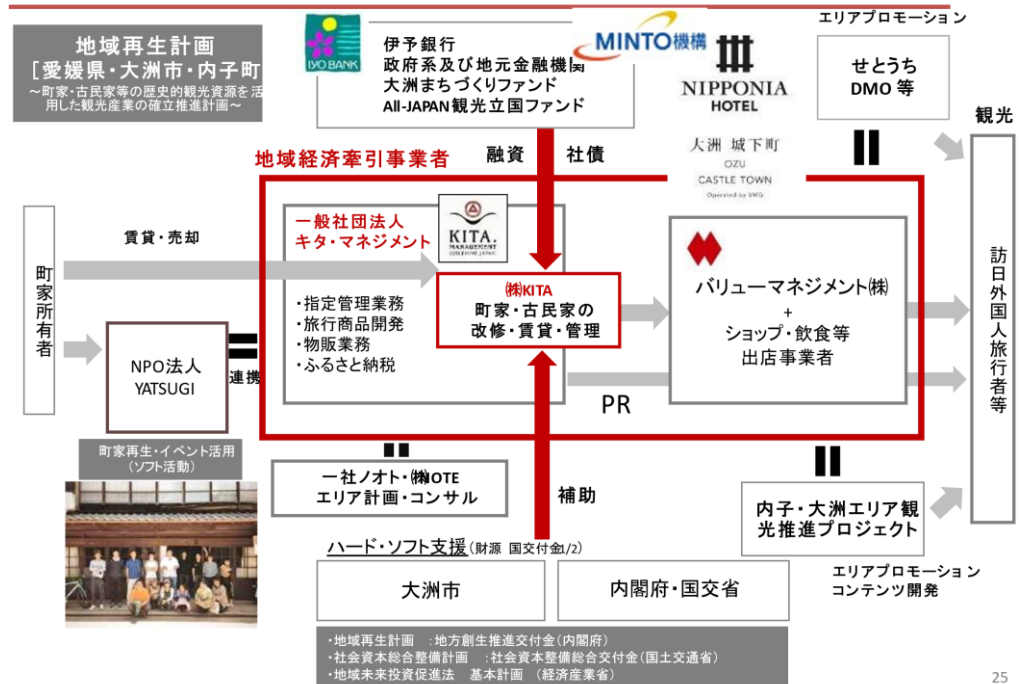 地域再生計画
［愛媛県・大洲市・内子町
～町家・古民家等の歴史的観光資源を活
用した観光産業の確立推進計画～
IYO BANK
伊予銀行
政府系及び地元金融機関
大洲まちづくりファンド
All-JAPAN観光立国ファンド
MINTO機構
NIPPONIA
HOTEL
大洲 城下町
OZU
CASTLE TOWN
Operated by VMG
エリアプロモーション
せとうち
DMO 等
観光
地域経済牽引事業者
融資
社債
賃貸・売却
町家所有者
NPO法人
YATSUGI
連携
町家再生・イベント活用
（ソフト活動）
一般社団法人
キタ・マネジメント
KITA.
MANAGEMENT
・指定管理業務
・旅行商品開発
・物販業務
・ふるさと納税
㈱KITA
町家・古民家の
改修・賃貸・管理
バリューマネジメント㈱
+
ショップ・飲食等
出店事業者
PR
訪日外国人旅行者等
一社ノオト・㈱NOTE
エリア計画・コンサル
補助
内子・大洲エリア観
光推進プロジェクト
エリアプロモーション
コンテンツ開発
ハード・ソフト支援（財源 国交付金1/2）
大洲市
内閣府・国交省
・地域再生計画 ：地方創生推進交付金（内閣府）
・社会資本総合整備計画 ：社会資本整備総合交付金（国土交通省）
・地域未来投資促進法 基本計画 （経済産業省）
25